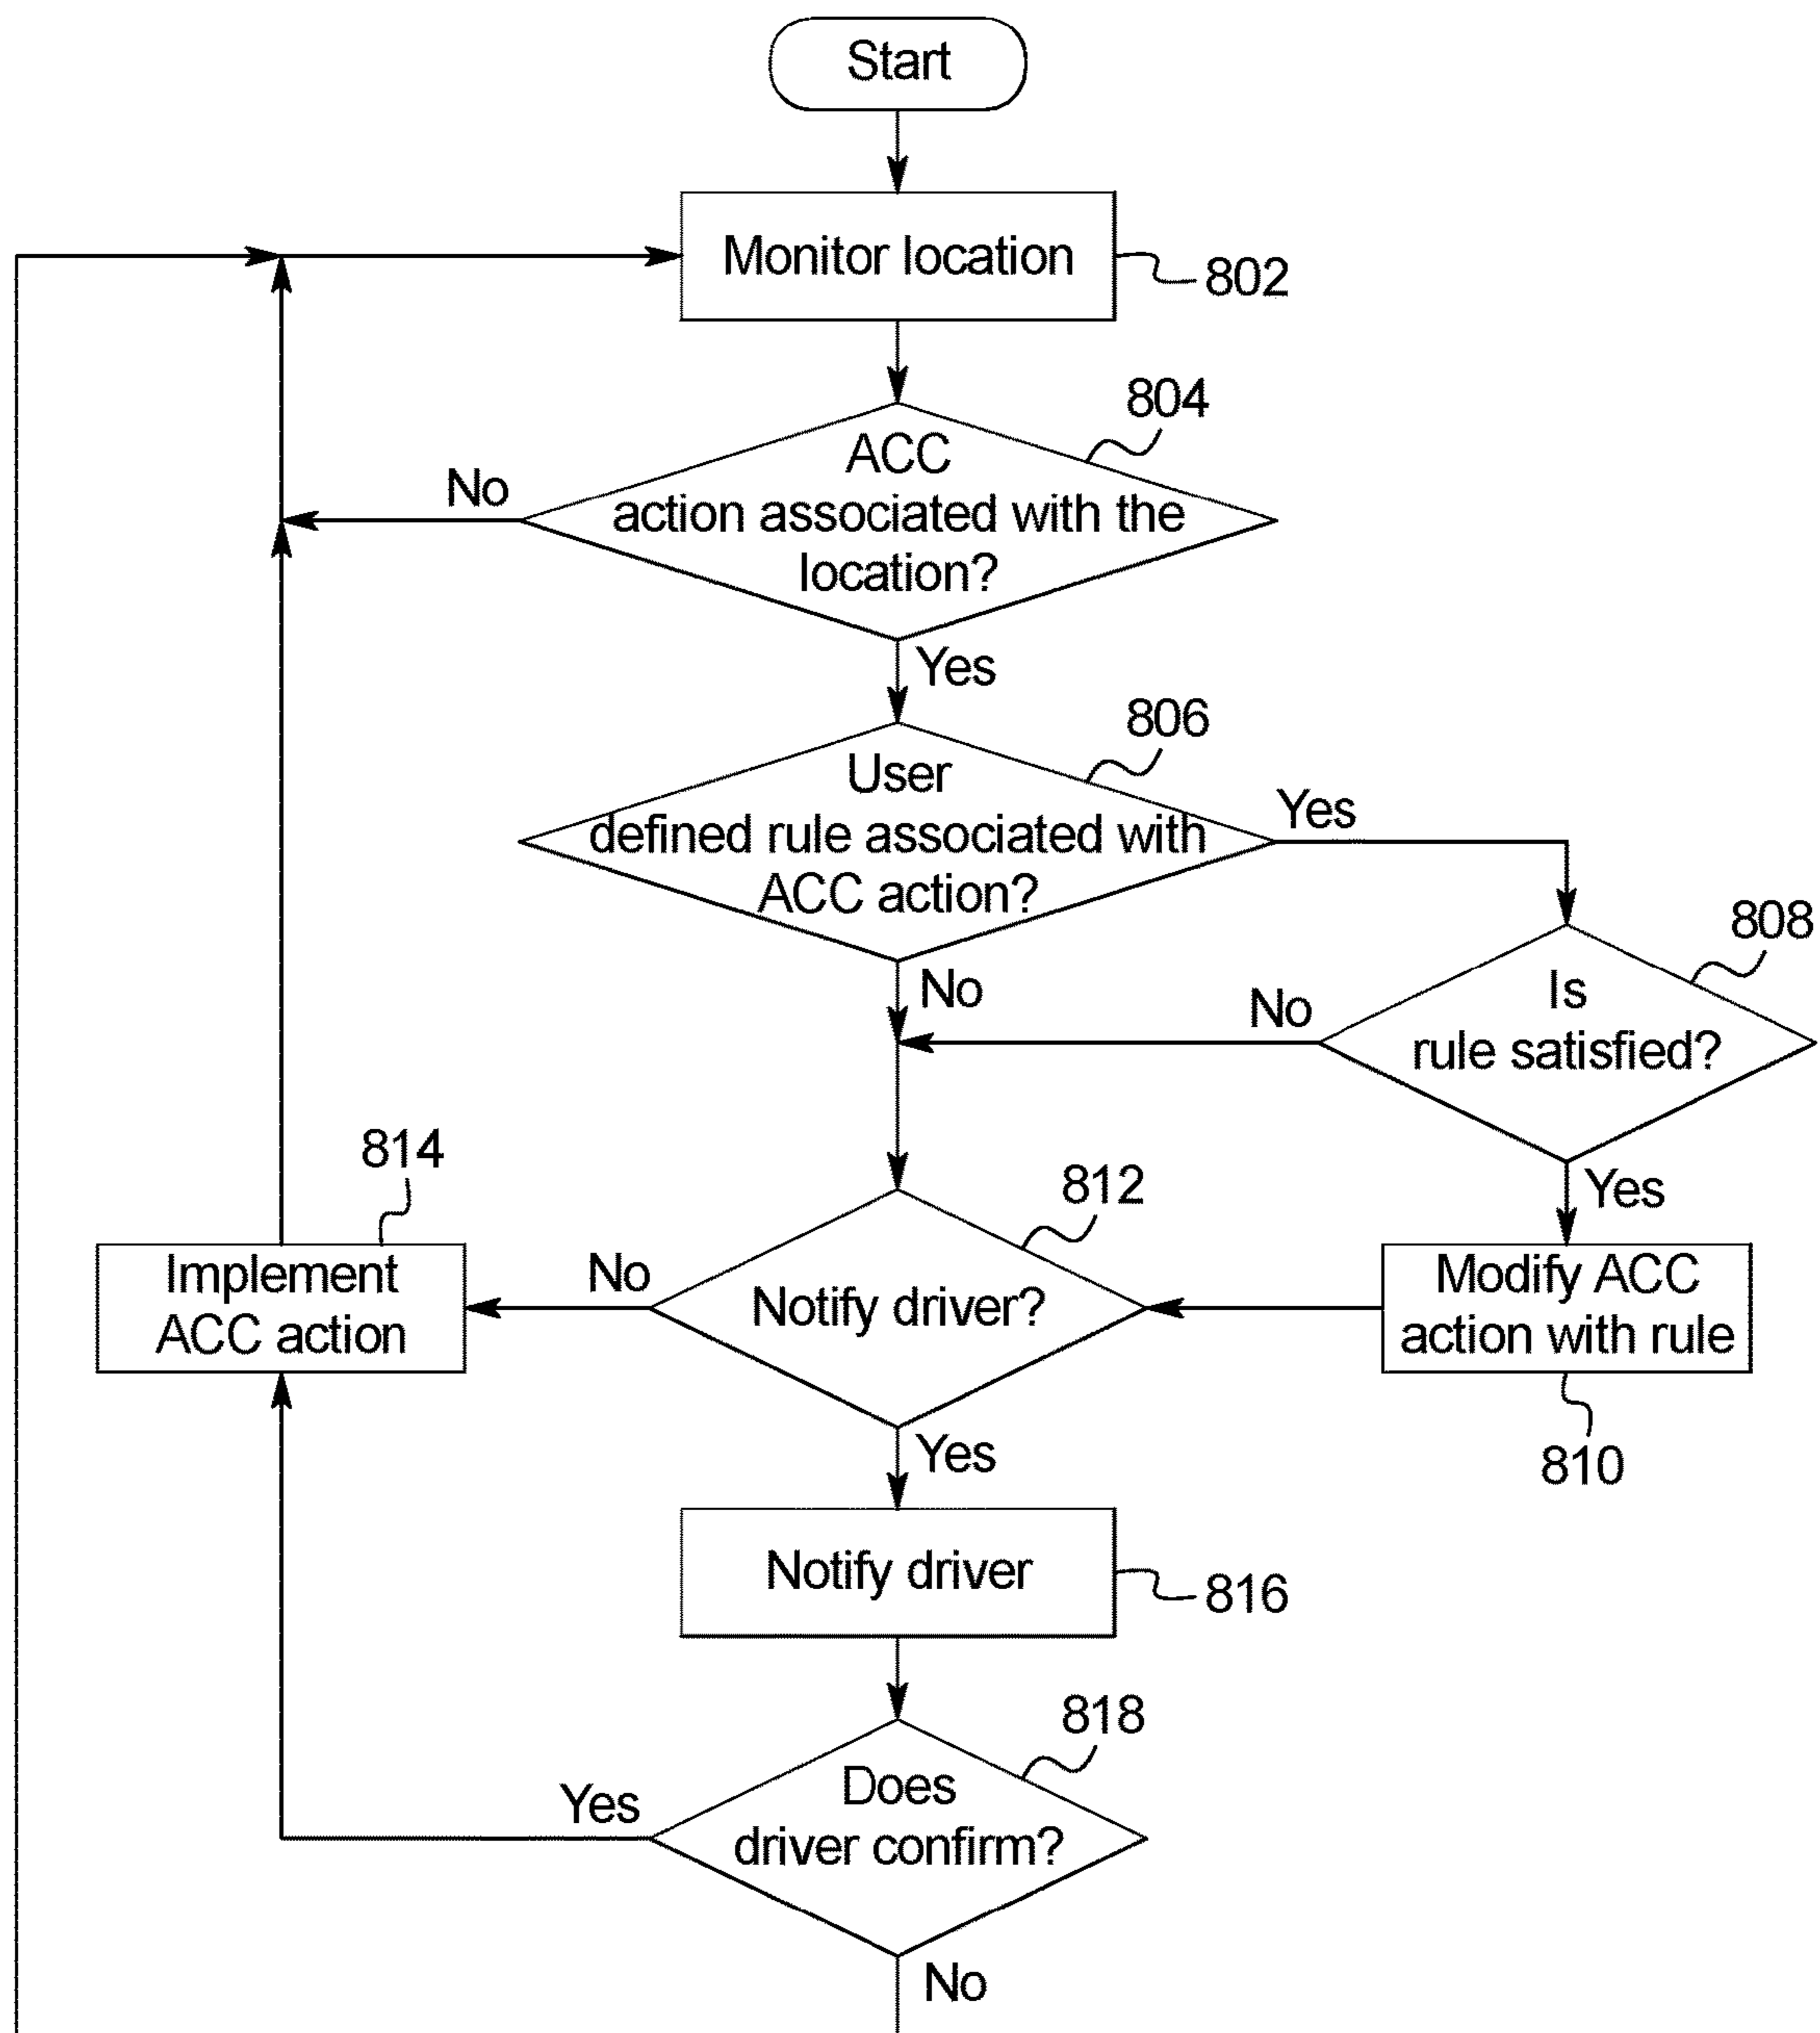 Start
Monitor location
802
804
ACC
action associated with the
location?
No
Yes
806
User
defined rule associated with
ACC action?
Yes
808
No
Is
rule satisfied?
No
Yes
814
Implement
ACC action
812
Notify driver?
No
Modify ACC
action with rule
810
Yes
Notify driver
816
818
Does
driver confirm?
Yes
No